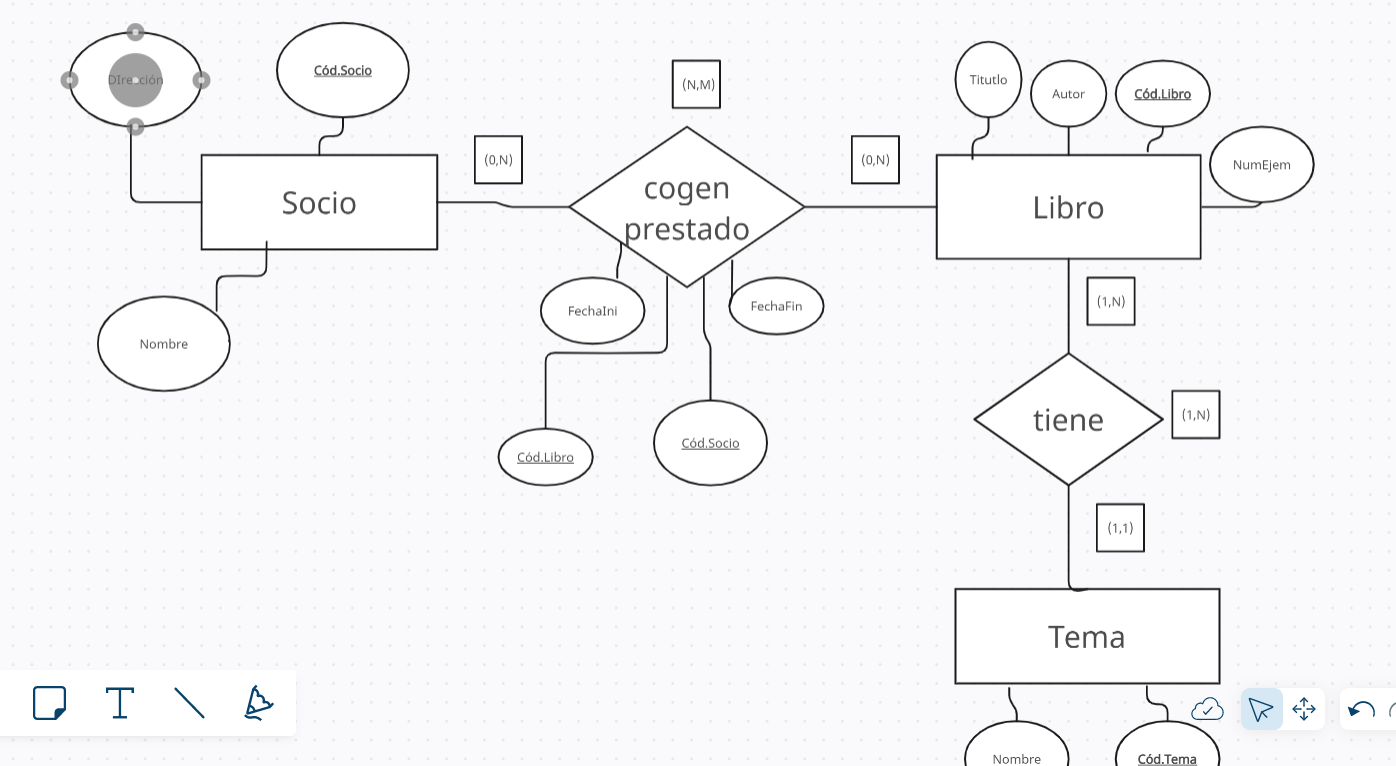 DIrección
Cód.Socio
(N,M)
Titutlo
Autor
Cód.Libro
NumEjem
(0,N)
(0,N)
Socio
cogen
prestado
Libro
FechaIni
FechaFin
(1,N)
Nombre
Cód.Libro
Cód.Socio
tiene
(1,N)
(1,1)
Tema
Nombre
Cód.Tema